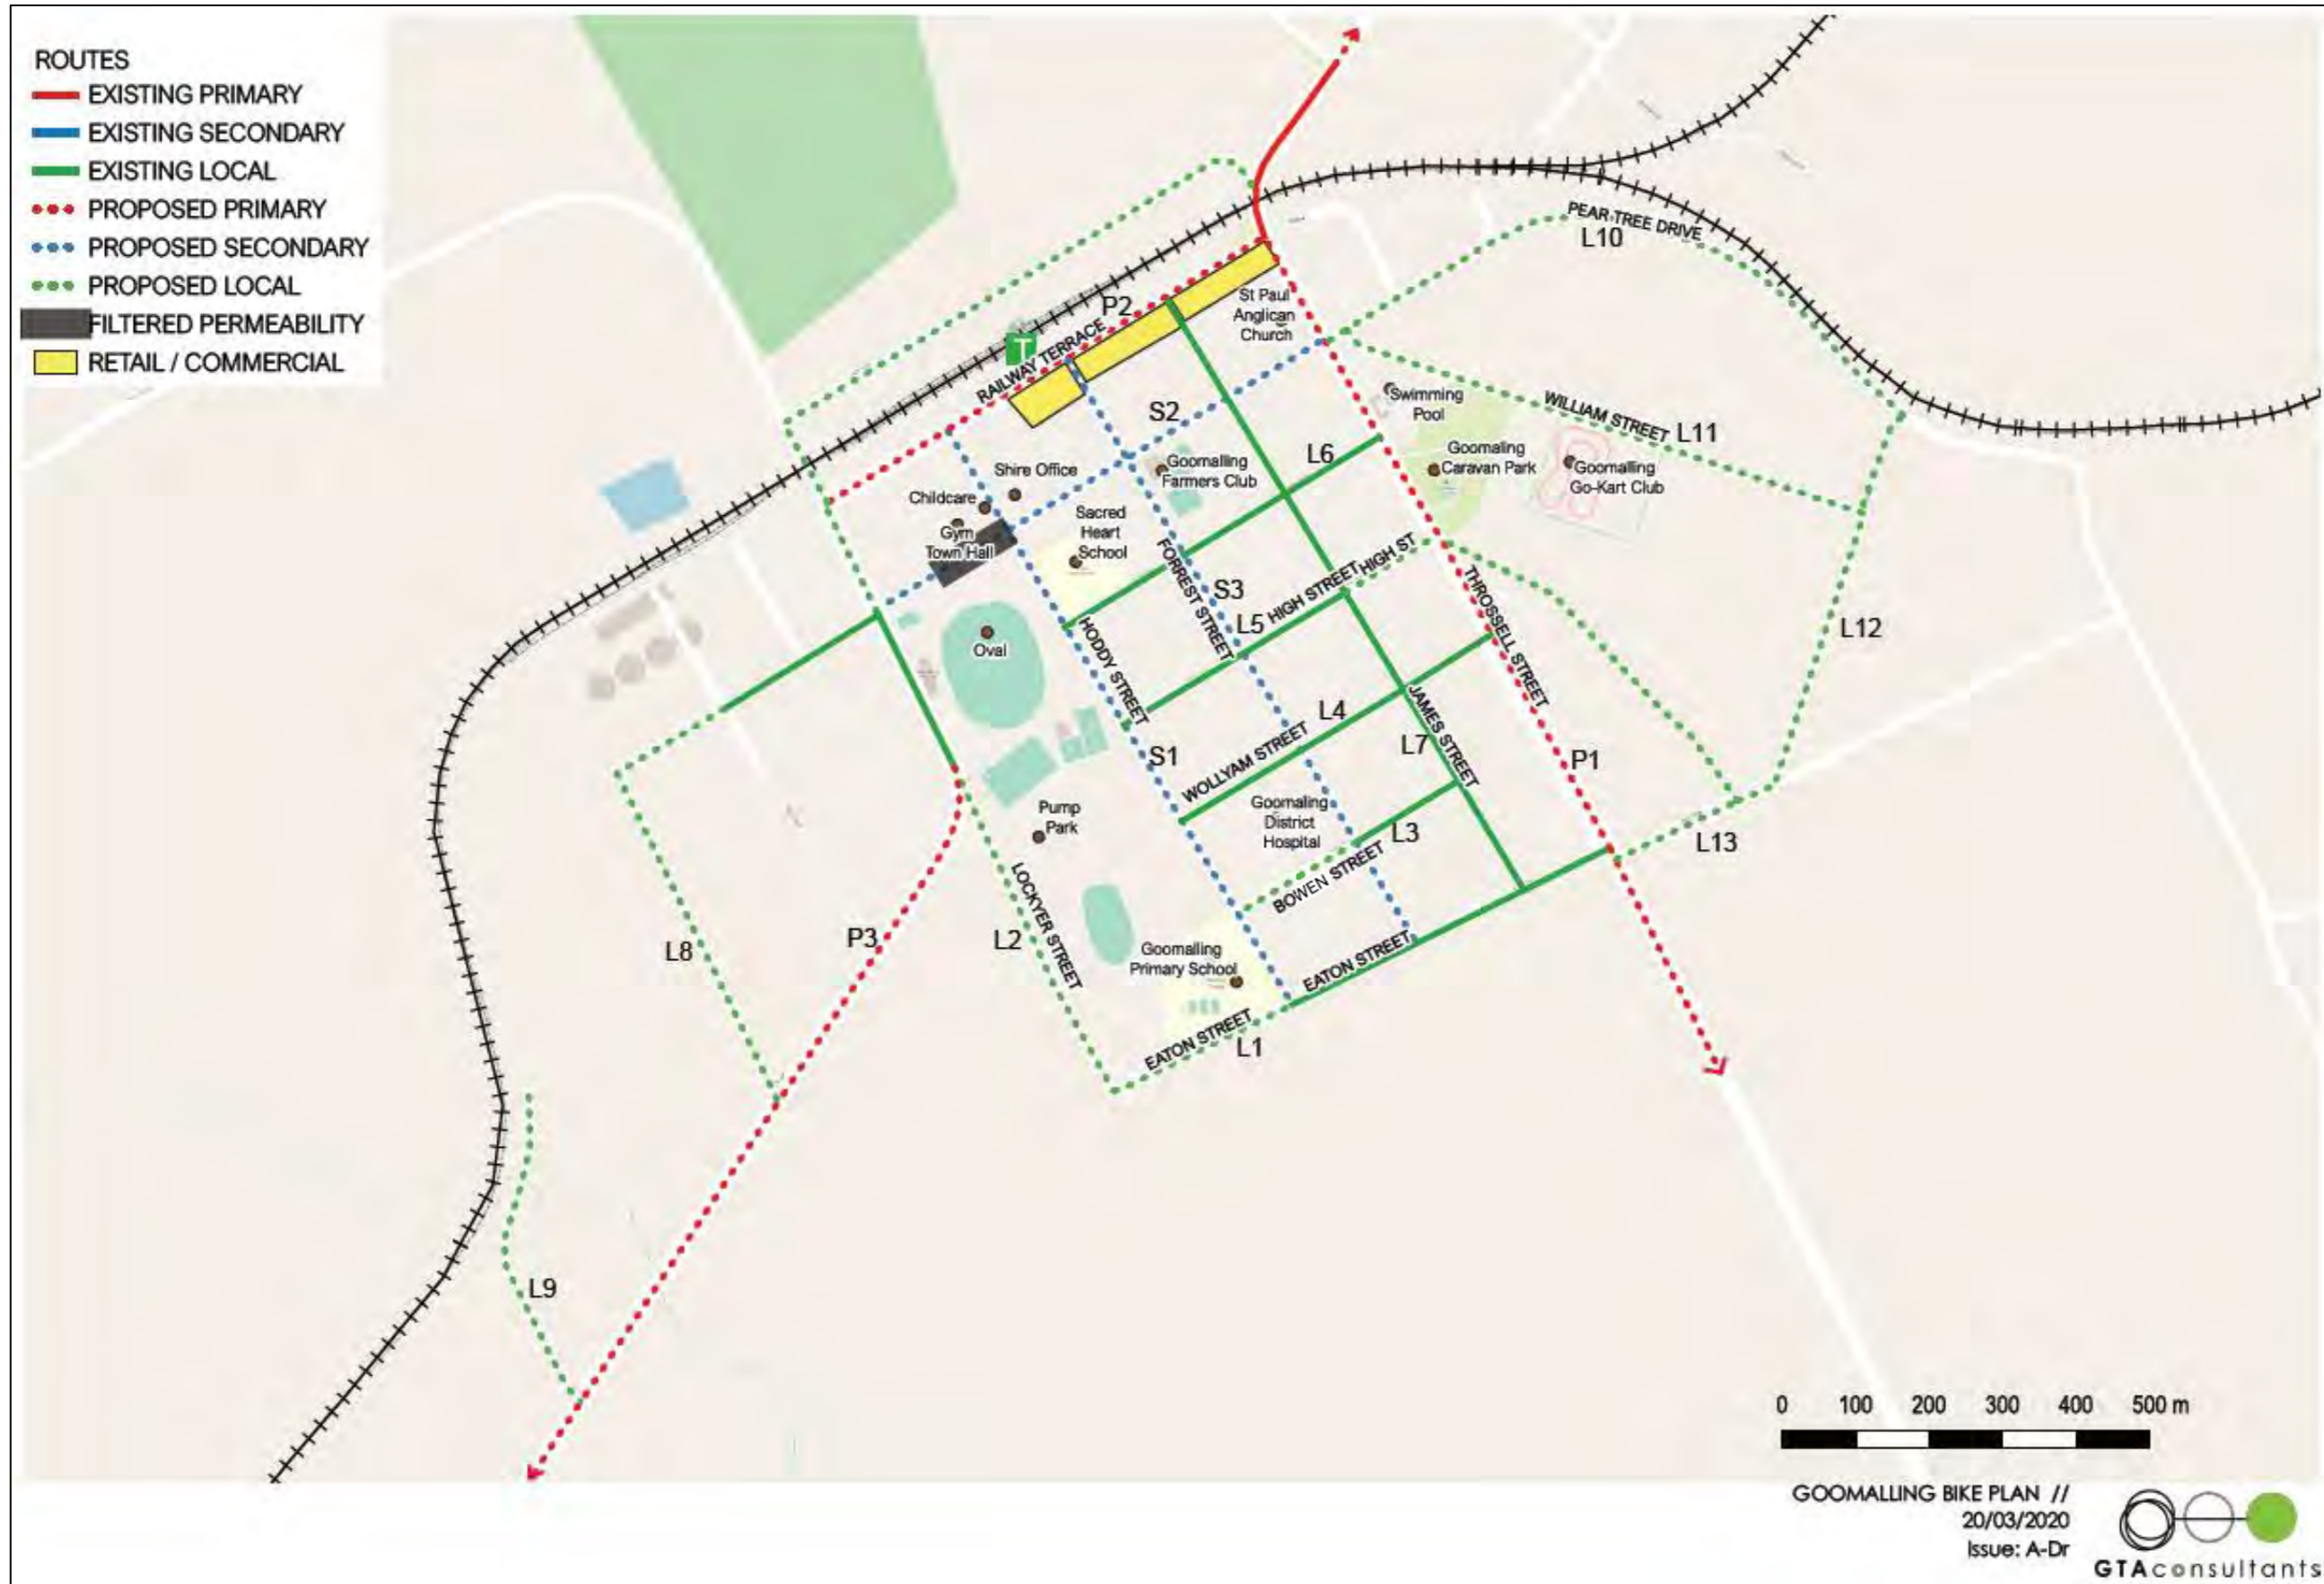 ROUTES
EXISTING PRIMARY
EXISTING SECONDARY
EXISTING LOCAL
PROPOSED PRIMARY
PROPOSED SECONDARY
PROPOSED LOCAL
FILTERED PERMEABILITY
RETAIL / COMMERCIAL
PEAR TREE DRIVE
L10
P2
RAILWAY TERRACE
T
St Paul
Anglican
Church
S2
Swimming
Pool
WILLIAM STREET
L11
L6
Goomaling
Caravan Park
Goomalling
Go-Kart Club
Goomalling
Farmers Club
Shire Office
Childcare
Gym
Town Hall
Sacred
Heart
School
FORREST STREET
S3
HIGH STREET
HIGH ST
L5
THROSSELL STREET
L12
Oval
HODDY STREET
S1
WOLLYAM STREET
L4
JAMES STREET
L7
P1
Pump
Park
Goomaling
District
Hospital
L3
BOWEN STREET
L13
LOCKYER STREET
L2
P3
L8
Goomalling
Primary School
EATON STREET
EATON STREET
L1
L9
0 100 200 300 400 500 m
GOOMALLING BIKE PLAN //
20/03/2020
Issue: A-Dr
GTAconsultants